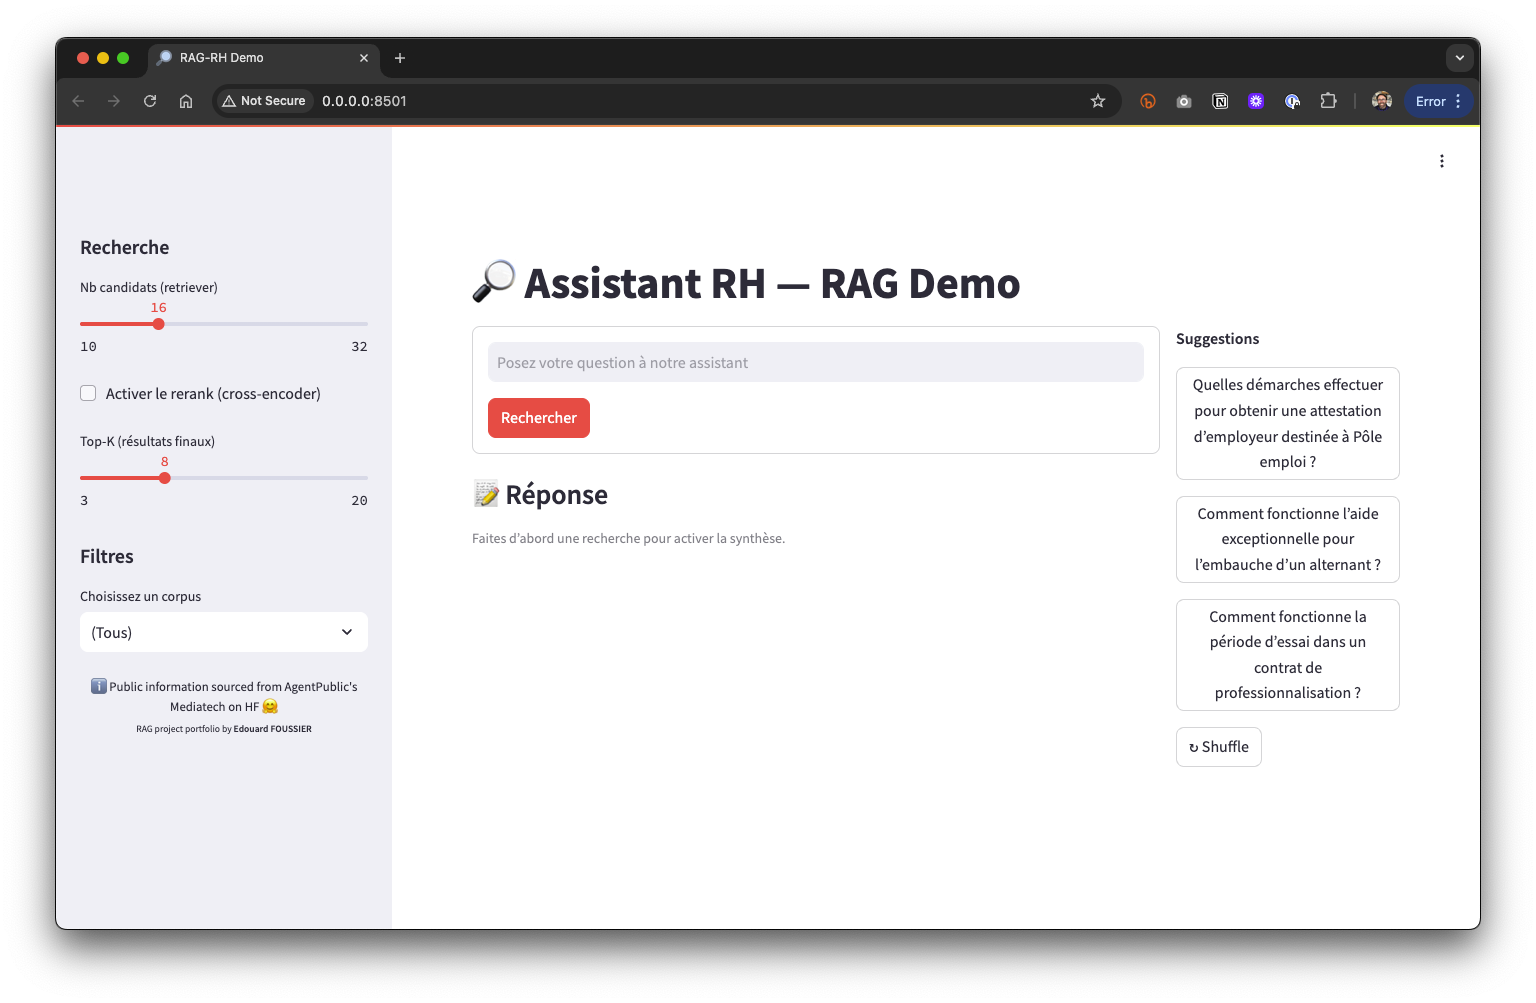 RAG-RH Demo
Not Secure 0.0.0.0:8501
Error
Recherche
Nb candidats (retriever)
16
10 32
Activer le rerank (cross-encoder)
Top-K (résultats finaux)
8
3 20
Filtres
Choisissez un corpus
(Tous)
Public information sourced from AgentPublic's
Mediatech on HF 🤗
RAG project portfolio by Edouard FOUSSIER
Assistant RH — RAG Demo
Posez votre question à notre assistant
Rechercher
Réponse
Faites d’abord une recherche pour activer la synthèse.
Suggestions
Quelles démarches effectuer
pour obtenir une attestation
d’employeur destinée à Pôle
emploi ?
Comment fonctionne l’aide
exceptionnelle pour
l’embauche d’un alternant ?
Comment fonctionne la
période d’essai dans un
contrat de
professionnalisation ?
↻ Shuffle